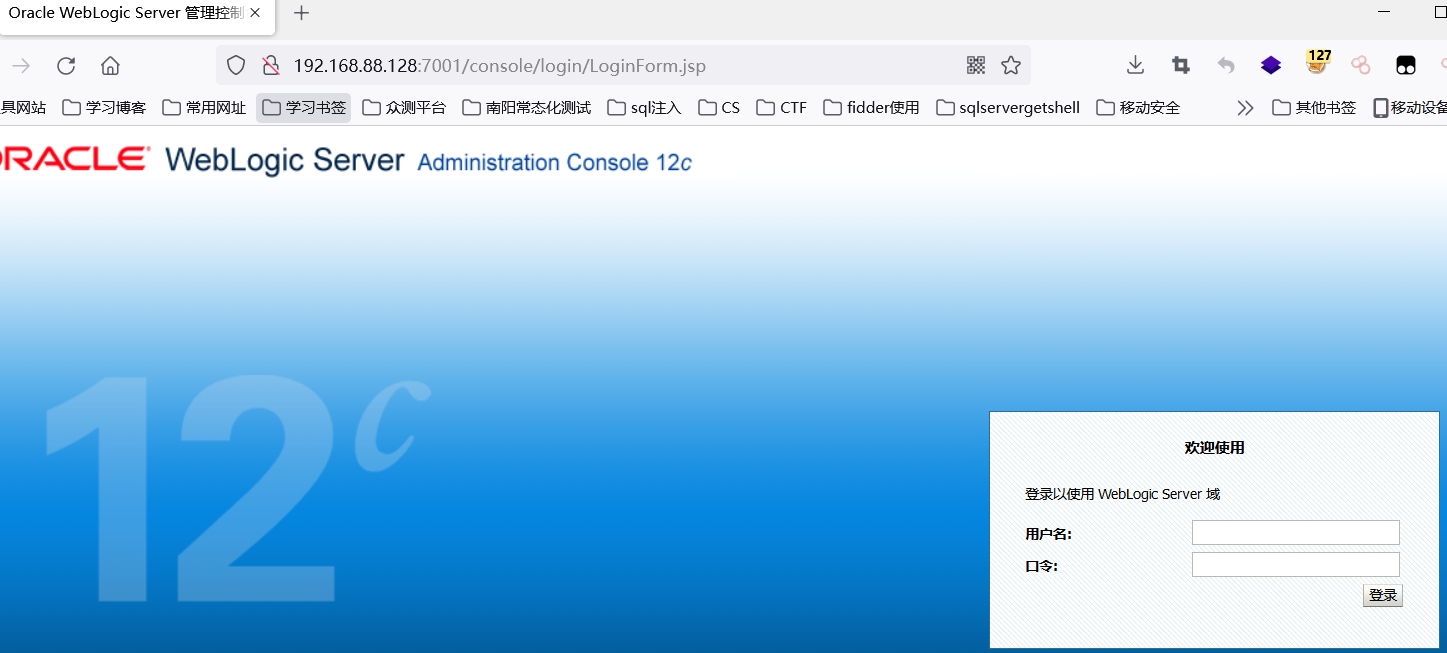 Oracle WebLogic Server 管理控制
192.168.88.128:7001/console/login/LoginForm.jsp
127
具网站 学习博客 常用网址 学习书签 众测平台 南阳常态化测试 sql注入 CS CTF fidder使用 sqlservergetshell 移动安全 其他书签 移动设备
ORACLE WebLogic Server Administration Console 12c
12c
欢迎使用
登录以使用 WebLogic Server 域
用户名:
口令:
登录